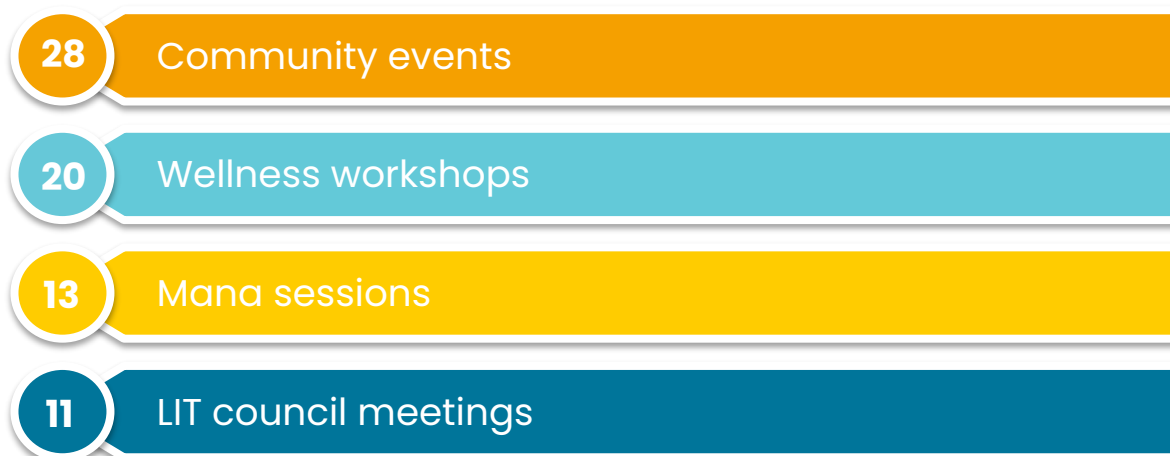 28 Community events
20 Wellness workshops
13 Mana sessions
11 LIT council meetings